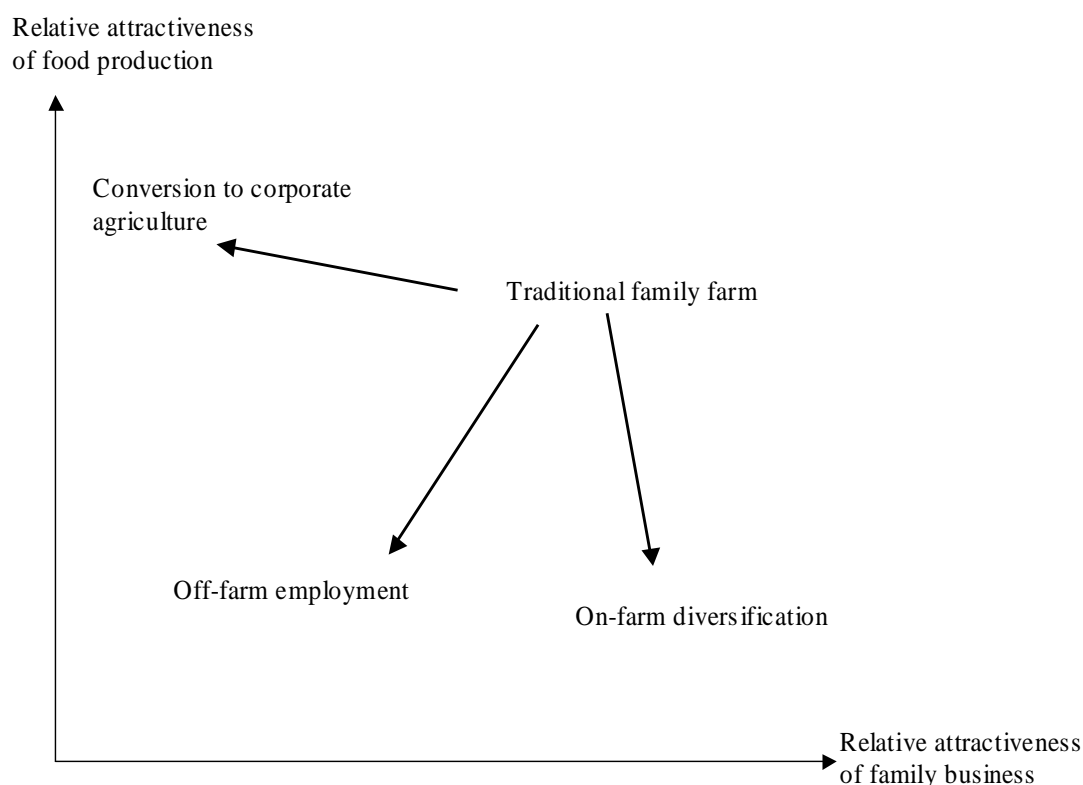 Relative attractiveness
of food production
Conversion to corporate
agriculture
Traditional family farm
Off-farm employment
On-farm diversification
Relative attractiveness
of family business